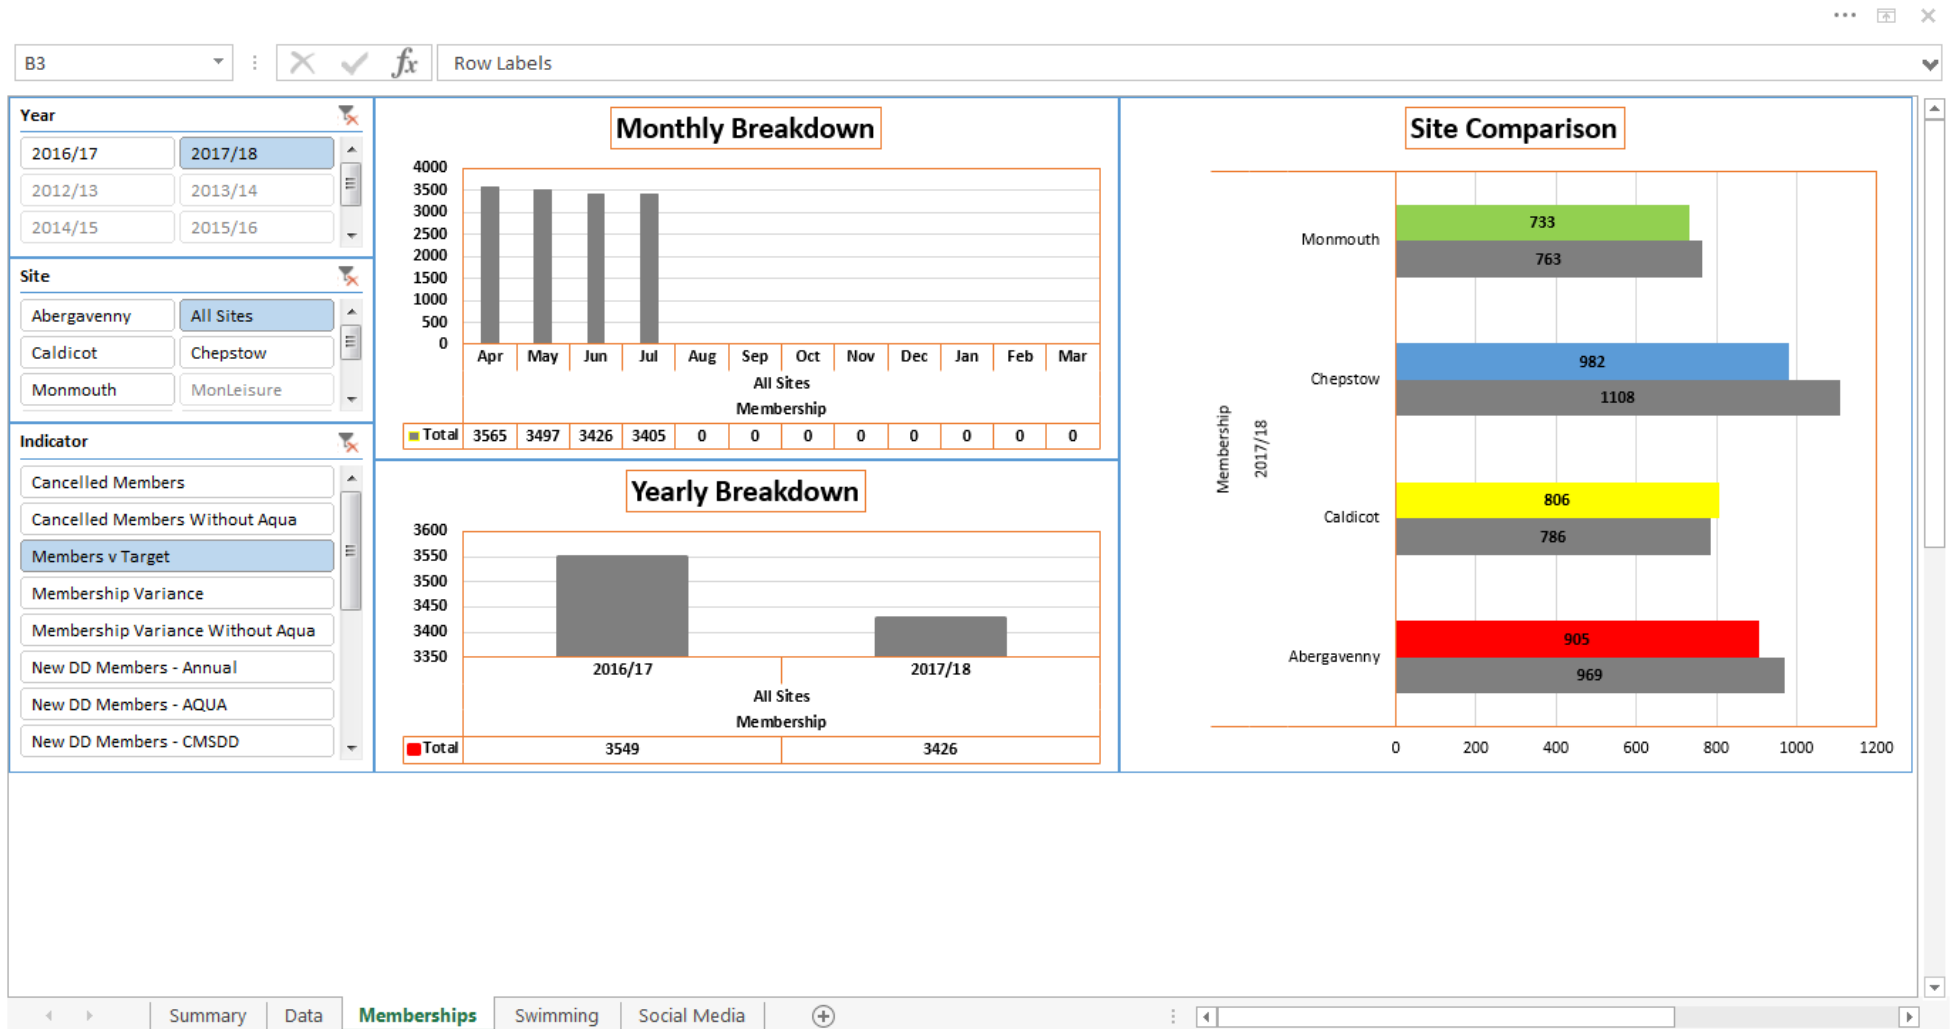 B3
fx
Row Labels
Year
2016/17 2017/18
2012/13 2013/14
2014/15 2015/16
Site
Abergavenny All Sites
Caldicot Chepstow
Monmouth MonLeisure
Indicator
Cancelled Members
Cancelled Members Without Aqua
Members v Target
Membership Variance
Membership Variance Without Aqua
New DD Members - Annual
New DD Members - AQUA
New DD Members - CMSDD
Monthly Breakdown
4000
3500
3000
2500
2000
1500
1000
500
0
Apr May Jun Jul Aug Sep Oct Nov Dec Jan Feb Mar
All Sites
Membership
Total 3565 3497 3426 3405 0 0 0 0 0 0 0 0
Yearly Breakdown
3600
3550
3500
3450
3400
3350
2016/17 2017/18
All Sites
Membership
Total 3549 3426
Site Comparison
Membership
2017/18
Monmouth
733
763
Chepstow
982
1108
Caldicot
806
786
Abergavenny
905
969
0 200 400 600 800 1000 1200
Summary Data Memberships Swimming Social Media